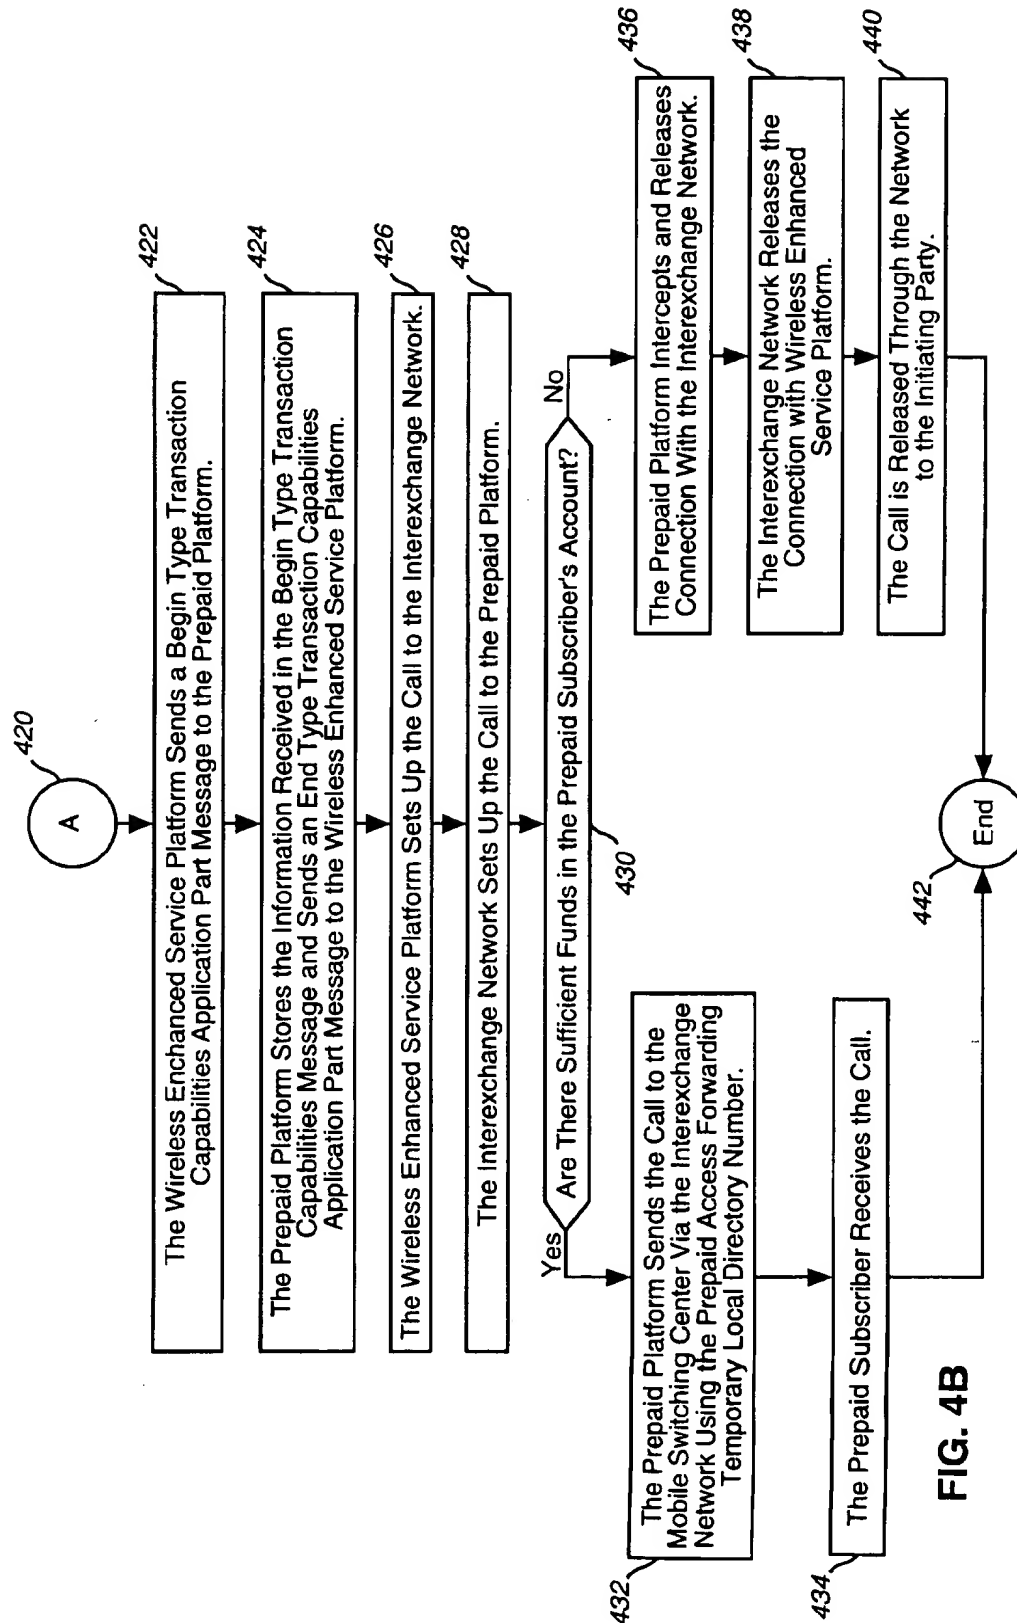 420
A
The Wireless Enchanced Service Platform Sends a Begin Type Transaction
Capabilities Application Part Message to the Prepaid Platform.
422
The Prepaid Platform Stores the Information Received in the Begin Type Transaction
Capabilities Message and Sends an End Type Transaction Capabilities
Application Part Message to the Wireless Enhanced Service Platform.
424
The Wireless Enhanced Service Platform Sets Up the Call to the Interexchange Network.
426
The Interexchange Network Sets Up the Call to the Prepaid Platform.
428
Are There Sufficient Funds in the Prepaid Subscriber's Account?
430
Yes
No
The Prepaid Platform Sends the Call to the
Mobile Switching Center Via the Interexchange
Network Using the Prepaid Access Forwarding
Temporary Local Directory Number.
432
The Prepaid Subscriber Receives the Call.
434
The Prepaid Platform Intercepts and Releases
Connection With the Interexchange Network.
436
The Interexchange Network Releases the
Connection with Wireless Enhanced
Service Platform.
438
The Call is Released Through the Network
to the Initiating Party.
440
442
End
FIG. 4B